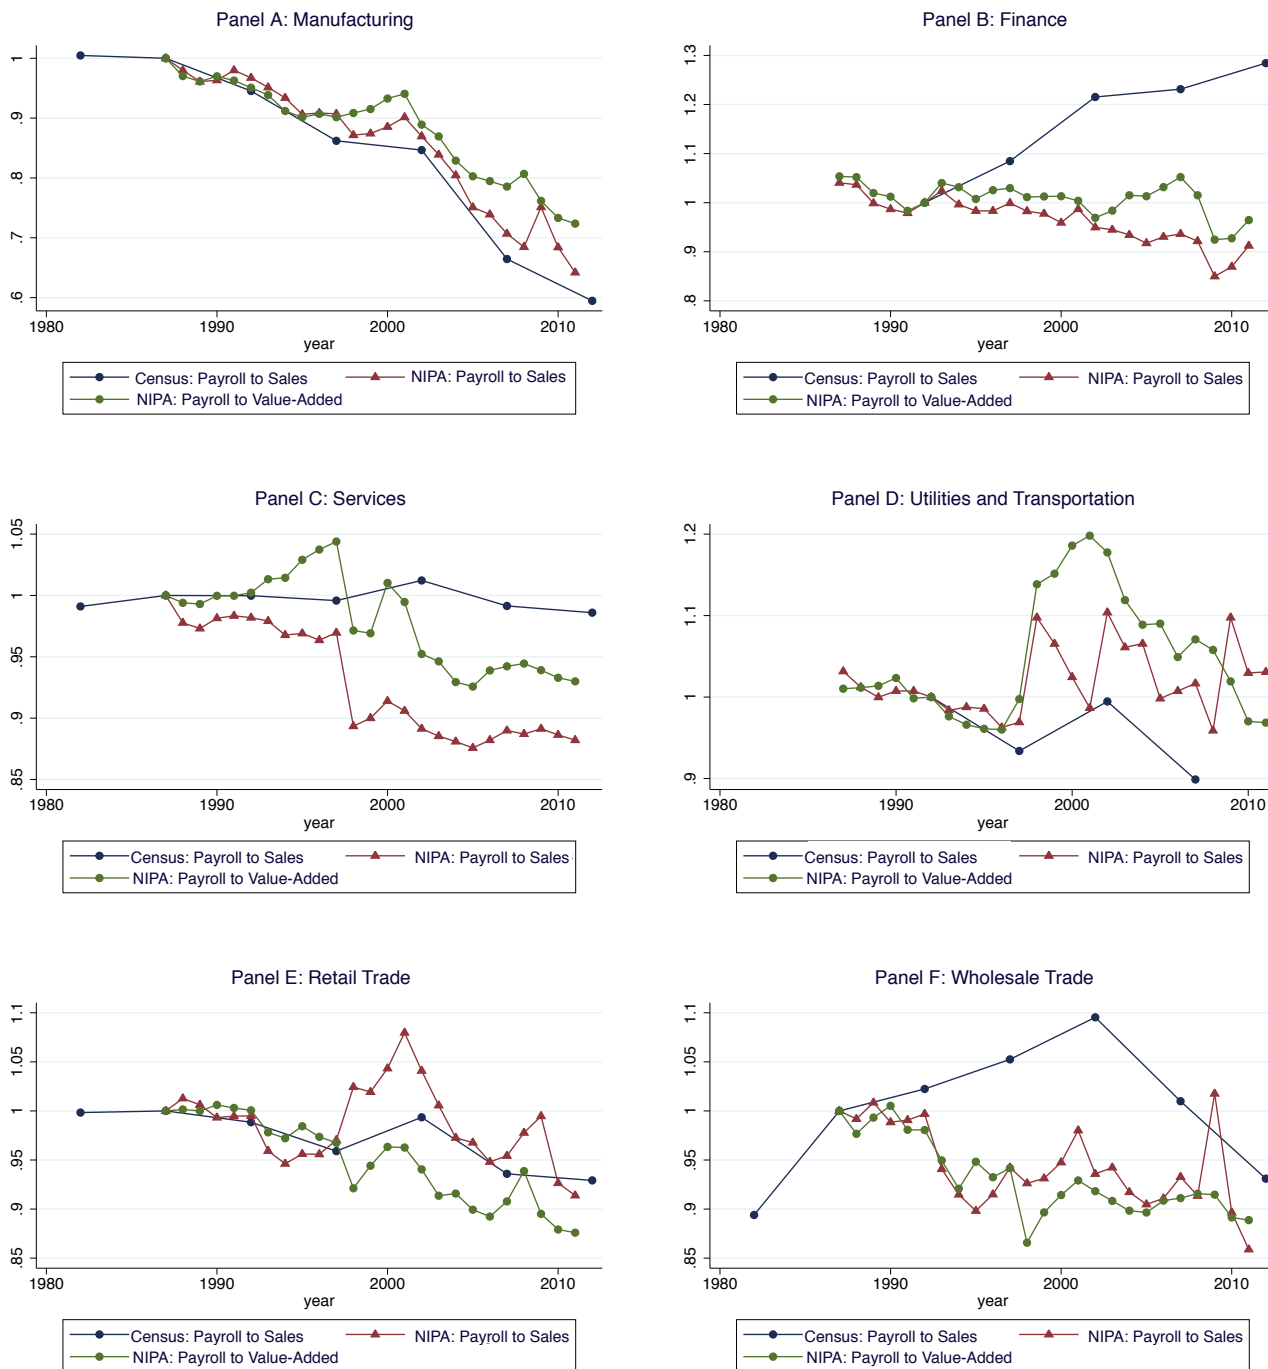 Panel A: Manufacturing
1
.9
.8
.7
.6
1980 1990 2000 2010
year
Census: Payroll to Sales NIPA: Payroll to Sales
NIPA: Payroll to Value-Added
Panel B: Finance
1.3
1.2
1.1
1
.9
.8
1980 1990 2000 2010
year
Census: Payroll to Sales NIPA: Payroll to Sales
NIPA: Payroll to Value-Added
Panel C: Services
1.05
1
.95
.9
.85
1980 1990 2000 2010
year
Census: Payroll to Sales NIPA: Payroll to Sales
NIPA: Payroll to Value-Added
Panel D: Utilities and Transportation
1.2
1.1
1
.9
1980 1990 2000 2010
year
Census: Payroll to Sales NIPA: Payroll to Sales
NIPA: Payroll to Value-Added
Panel E: Retail Trade
1.1
1.05
1
.95
.9
.85
1980 1990 2000 2010
year
Census: Payroll to Sales NIPA: Payroll to Sales
NIPA: Payroll to Value-Added
Panel F: Wholesale Trade
1.1
1.05
1
.95
.9
.85
1980 1990 2000 2010
year
Census: Payroll to Sales NIPA: Payroll to Sales
NIPA: Payroll to Value-Added